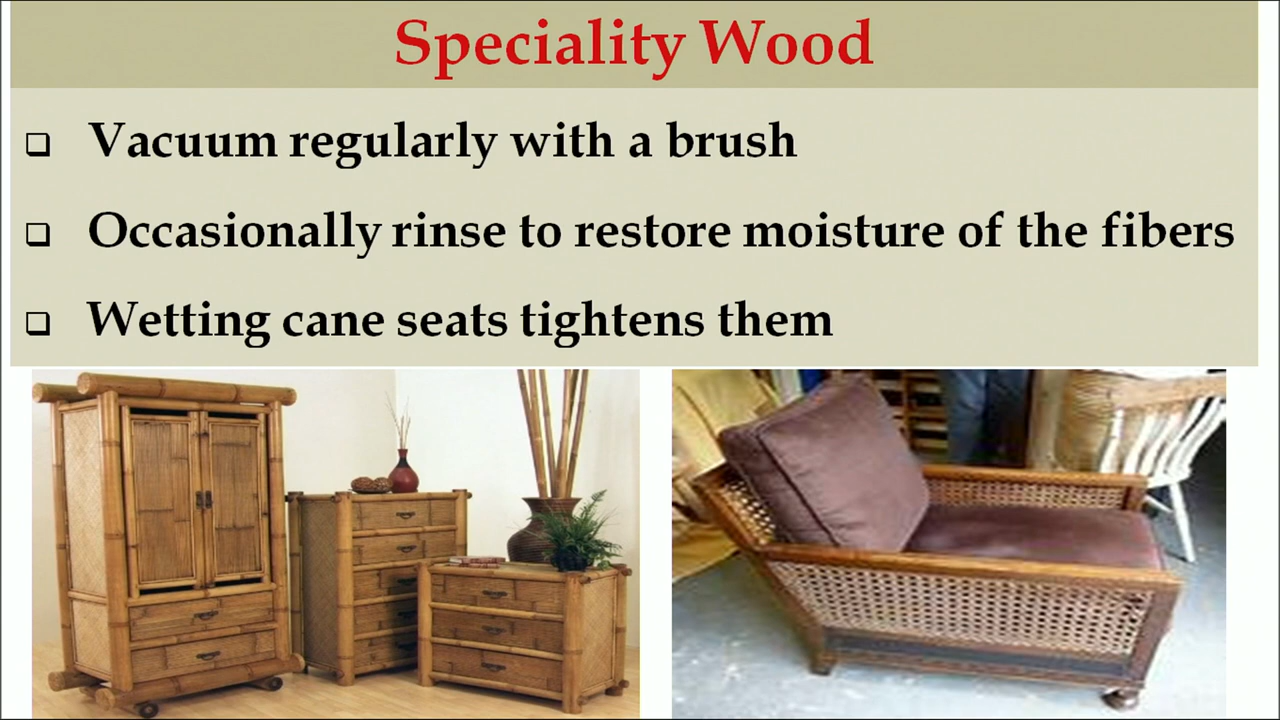 Speciality Wood
❑ Vacuum regularly with a brush
❑ Occasionally rinse to restore moisture of the fibers
❑ Wetting cane seats tightens them